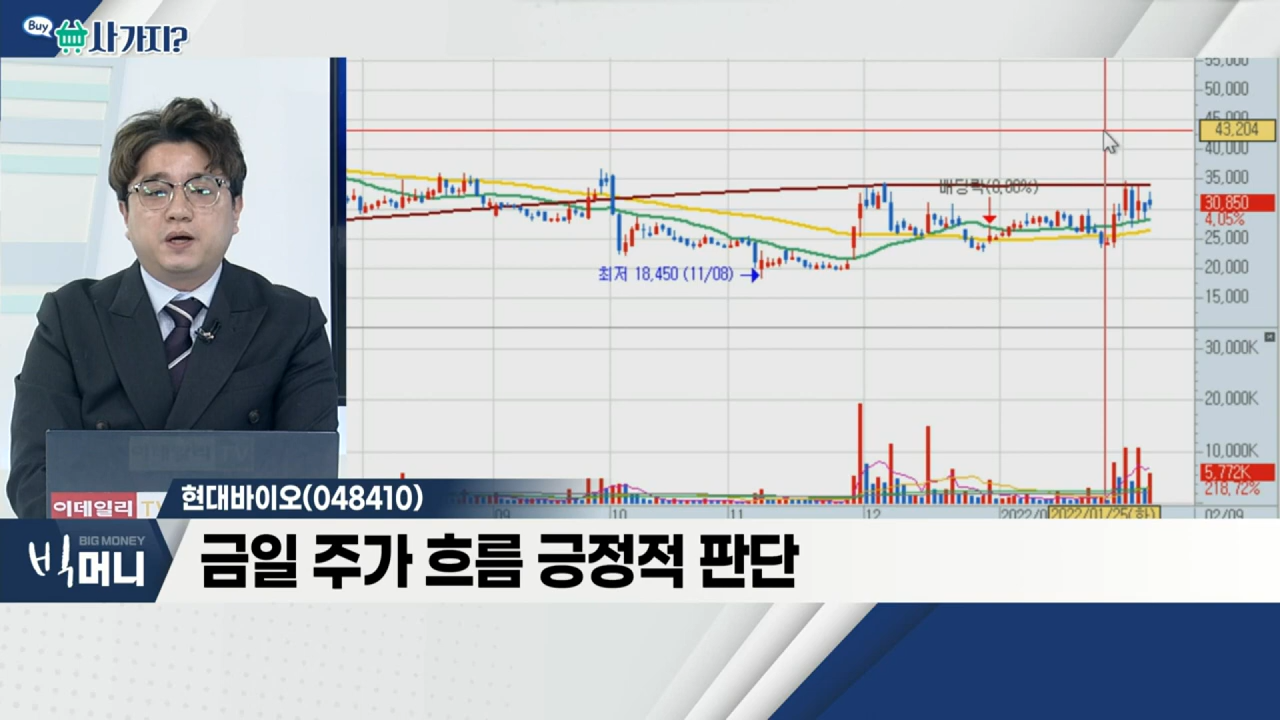 Buy
사가지?
55,000
50,000
45,000
43,204
40,000
35,000
배당락(0,00%)
30,850
4,05%
25,000
최저 18,450 (11/08)
20,000
15,000
30,000K
20,000K
10,000K
5,772K
218,72%
09
10
11
12
2022/0
2022/01/25(화)
02/09
이데일리 TV
현대바이오(048410)
BIG MONEY
빅머니
금일 주가 흐름 긍정적 판단